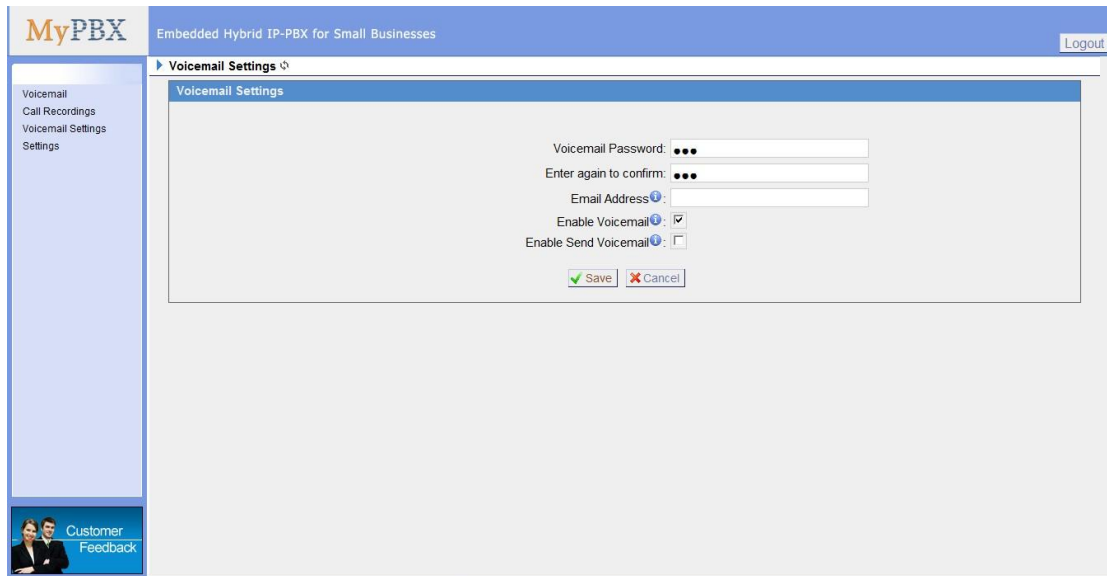 MyPBX
Embedded Hybrid IP-PBX for Small Businesses
Logout
Voicemail
Call Recordings
Voicemail Settings
Settings
Voicemail Settings
Voicemail Settings
Voicemail Password: ●●●
Enter again to confirm: ●●●
Email Address:
Enable Voicemail:
Enable Send Voicemail:
Save
Cancel
Customer
Feedback